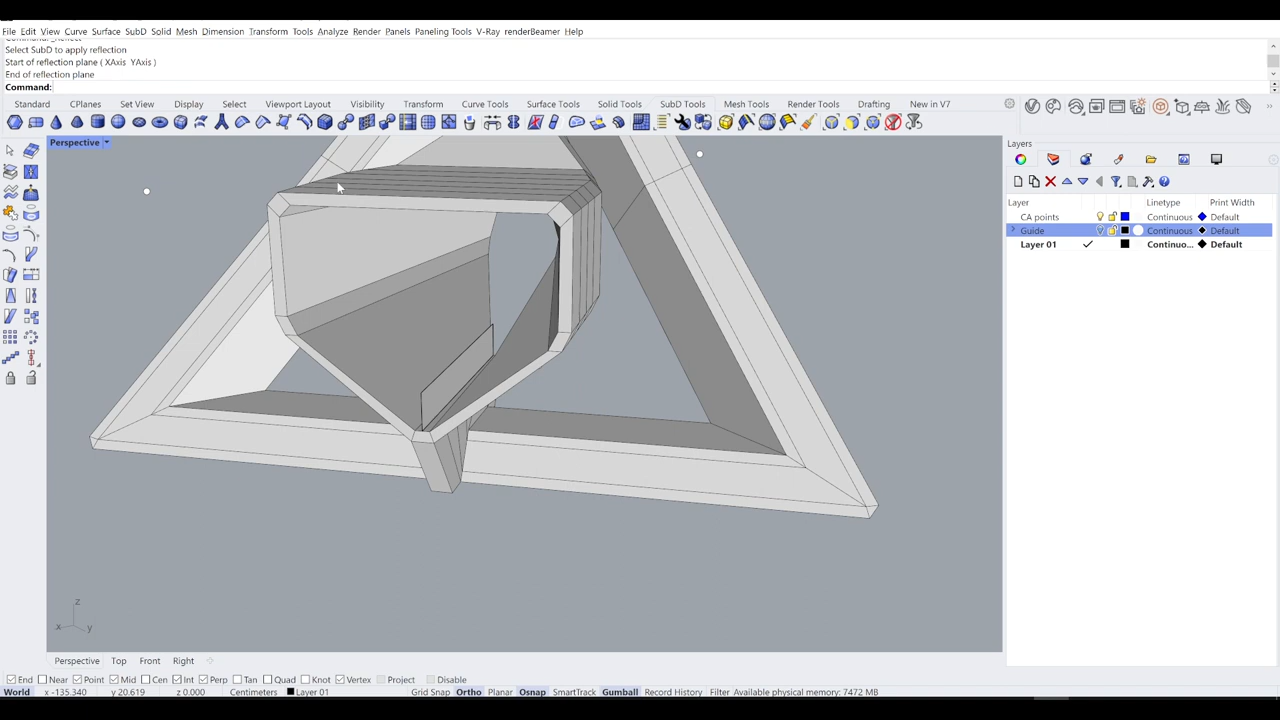 File Edit View Curve Surface SubD Solid Mesh Dimension Transform Tools Analyze Render Panels Paneling Tools V-Ray renderBeamer Help
Select SubD to apply reflection
Start of reflection plane ( XAxis YAxis )
End of reflection plane
Command:
Standard CPlanes Set View Display Select Viewport Layout Visibility Transform Curve Tools Surface Tools Solid Tools SubD Tools Mesh Tools Render Tools Drafting New in V7
Perspective
Layers
Layer Linetype Print Width
CA points Continuous Default
Guide Continuous Default
Layer 01 Continuo... Default
z
x y
Perspective Top Front Right
End Near Point Mid Cen Int Perp Tan Quad Knot Vertex Project Disable
World x -135.340 y 20.619 z 0.000 Centimeters Layer 01 Grid Snap Ortho Planar Osnap SmartTrack Gumball Record History Filter Available physical memory: 7472 MB